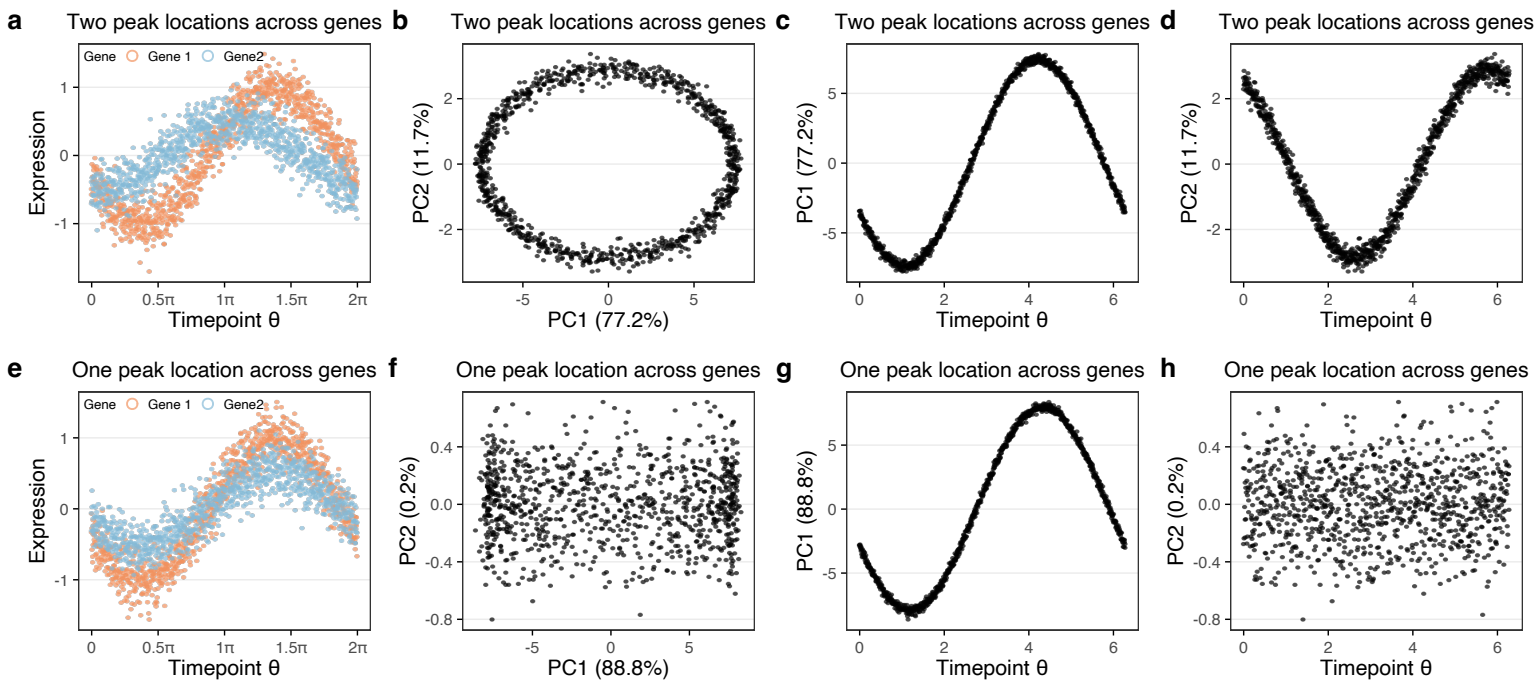 a
Two peak locations across genes
Gene Gene 1 Gene2
1
0
-1
Expression
0 0.5π 1π 1.5π 2π
Timepoint θ
b
Two peak locations across genes
2
0
-2
PC2 (11.7%)
-5 0 5
PC1 (77.2%)
c
Two peak locations across genes
5
0
-5
PC1 (77.2%)
0 2 4 6
Timepoint θ
d
Two peak locations across genes
2
0
-2
PC2 (11.7%)
0 2 4 6
Timepoint θ
e
One peak location across genes
Gene Gene 1 Gene2
1
0
-1
Expression
0 0.5π 1π 1.5π 2π
Timepoint θ
f
One peak location across genes
0.4
0.0
-0.4
-0.8
PC2 (0.2%)
-5 0 5
PC1 (88.8%)
g
One peak location across genes
5
0
-5
PC1 (88.8%)
0 2 4 6
Timepoint θ
h
One peak location across genes
0.4
0.0
-0.4
-0.8
PC2 (0.2%)
0 2 4 6
Timepoint θ